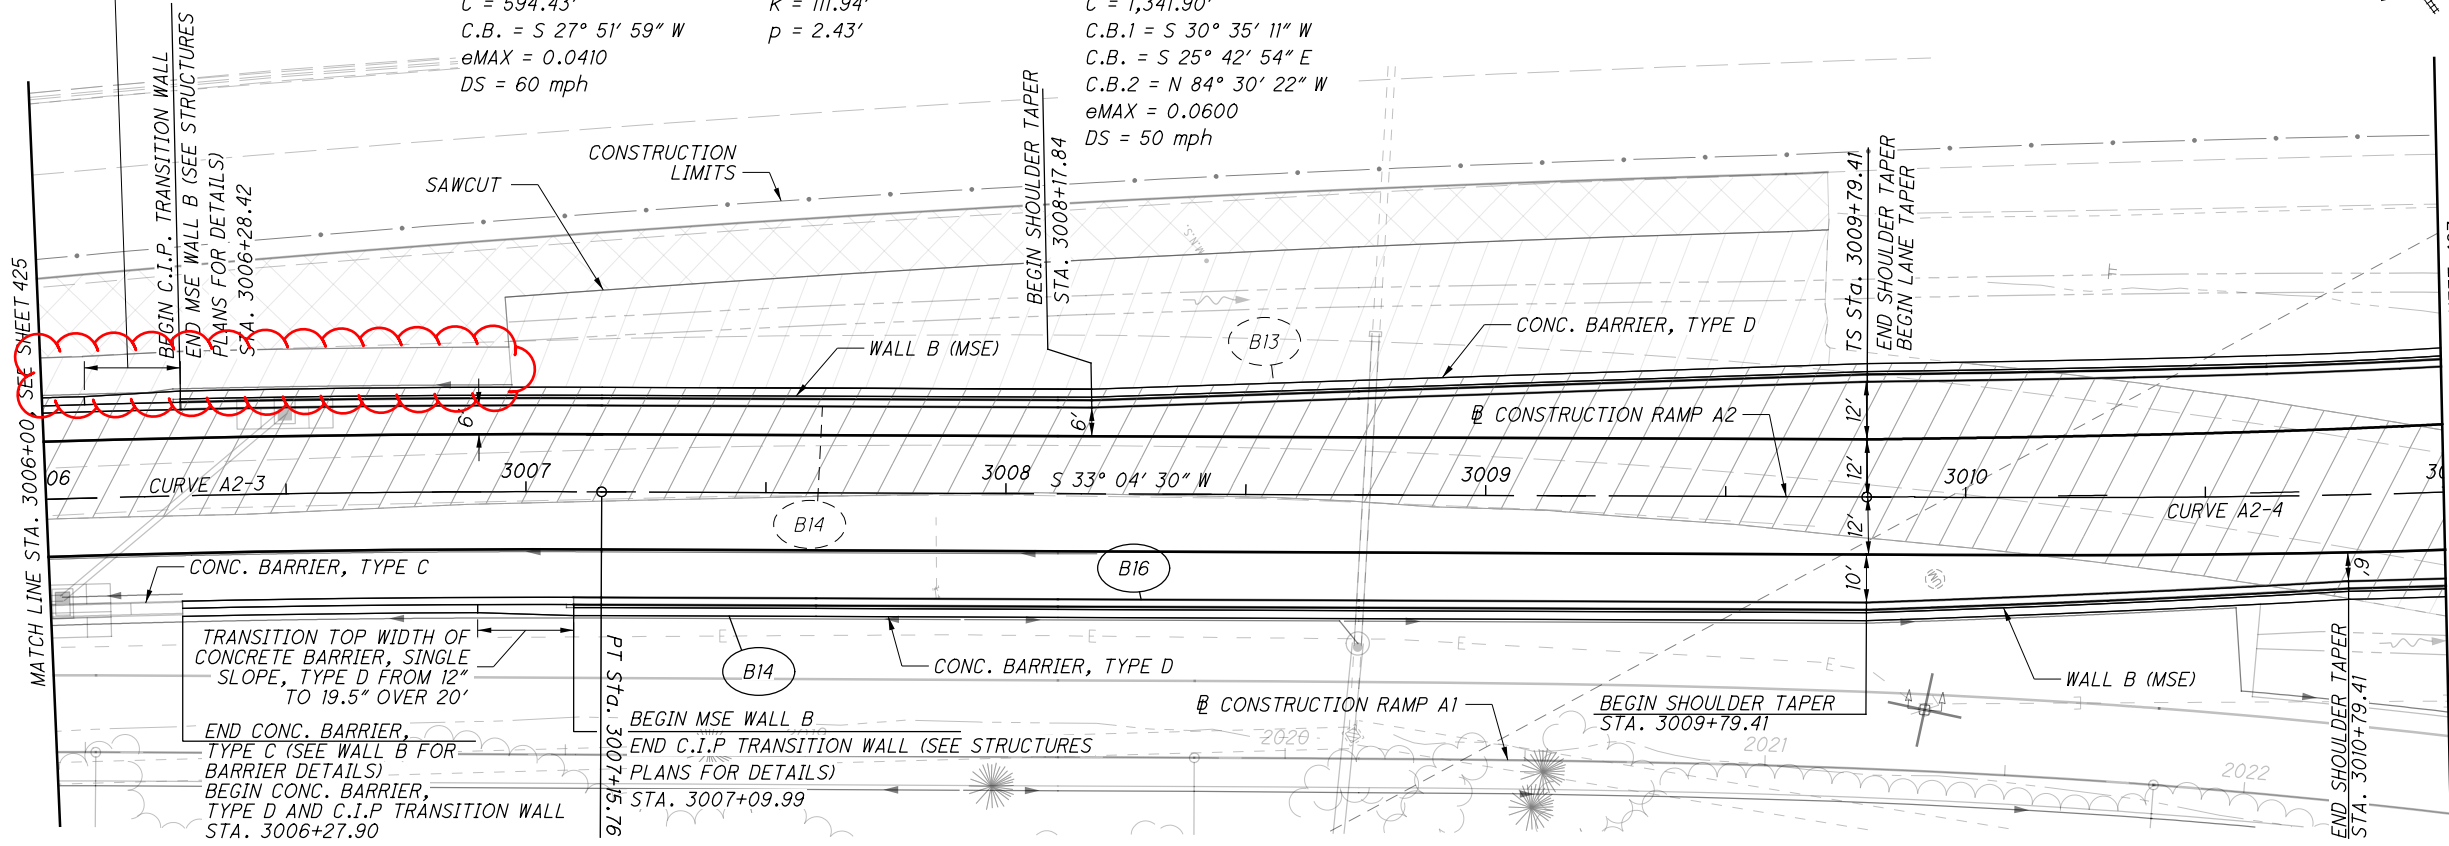 C = 594.43'
C.B. = S 27° 51' 59" W
eMAX = 0.0410
DS = 60 mph
K = 111.94'
p = 2.43'
C = 1,341.90'
C.B.1 = S 30° 35' 11" W
C.B. = S 25° 42' 54" E
C.B.2 = N 84° 30' 22" W
eMAX = 0.0600
DS = 50 mph
MATCH LINE STA. 3006+00, SEE SHEET 425
BEGIN C.I.P. TRANSITION WALL
END MSE WALL B (SEE STRUCTURES
PLANS FOR DETAILS)
STA. 3006+28.42
SAWCUT
CONSTRUCTION
LIMITS
BEGIN SHOULDER TAPER
STA. 3008+17.84
TS Sta. 3009+79.41
END SHOULDER TAPER
BEGIN LANE TAPER
WALL B (MSE)
B13
CONC. BARRIER, TYPE D
6'
6'
12'
12'
12'
10'
6'
B CONSTRUCTION RAMP A2
06
CURVE A2-3
3007
3008
S 33° 04' 30" W
3009
3010
30
CURVE A2-4
B14
B16
CONC. BARRIER, TYPE C
TRANSITION TOP WIDTH OF
CONCRETE BARRIER, SINGLE
SLOPE, TYPE D FROM 12"
TO 19.5" OVER 20'
END CONC. BARRIER,
TYPE C (SEE WALL B FOR
BARRIER DETAILS)
BEGIN CONC. BARRIER,
TYPE D AND C.I.P TRANSITION WALL
STA. 3006+27.90
PT Sta. 3007+15.76
BEGIN MSE WALL B
END C.I.P TRANSITION WALL (SEE STRUCTURES
PLANS FOR DETAILS)
STA. 3007+09.99
B14
CONC. BARRIER, TYPE D
B CONSTRUCTION RAMP A1
BEGIN SHOULDER TAPER
STA. 3009+79.41
WALL B (MSE)
END SHOULDER TAPER
STA. 3010+79.41
E
E
E
E
2020
2021
2022